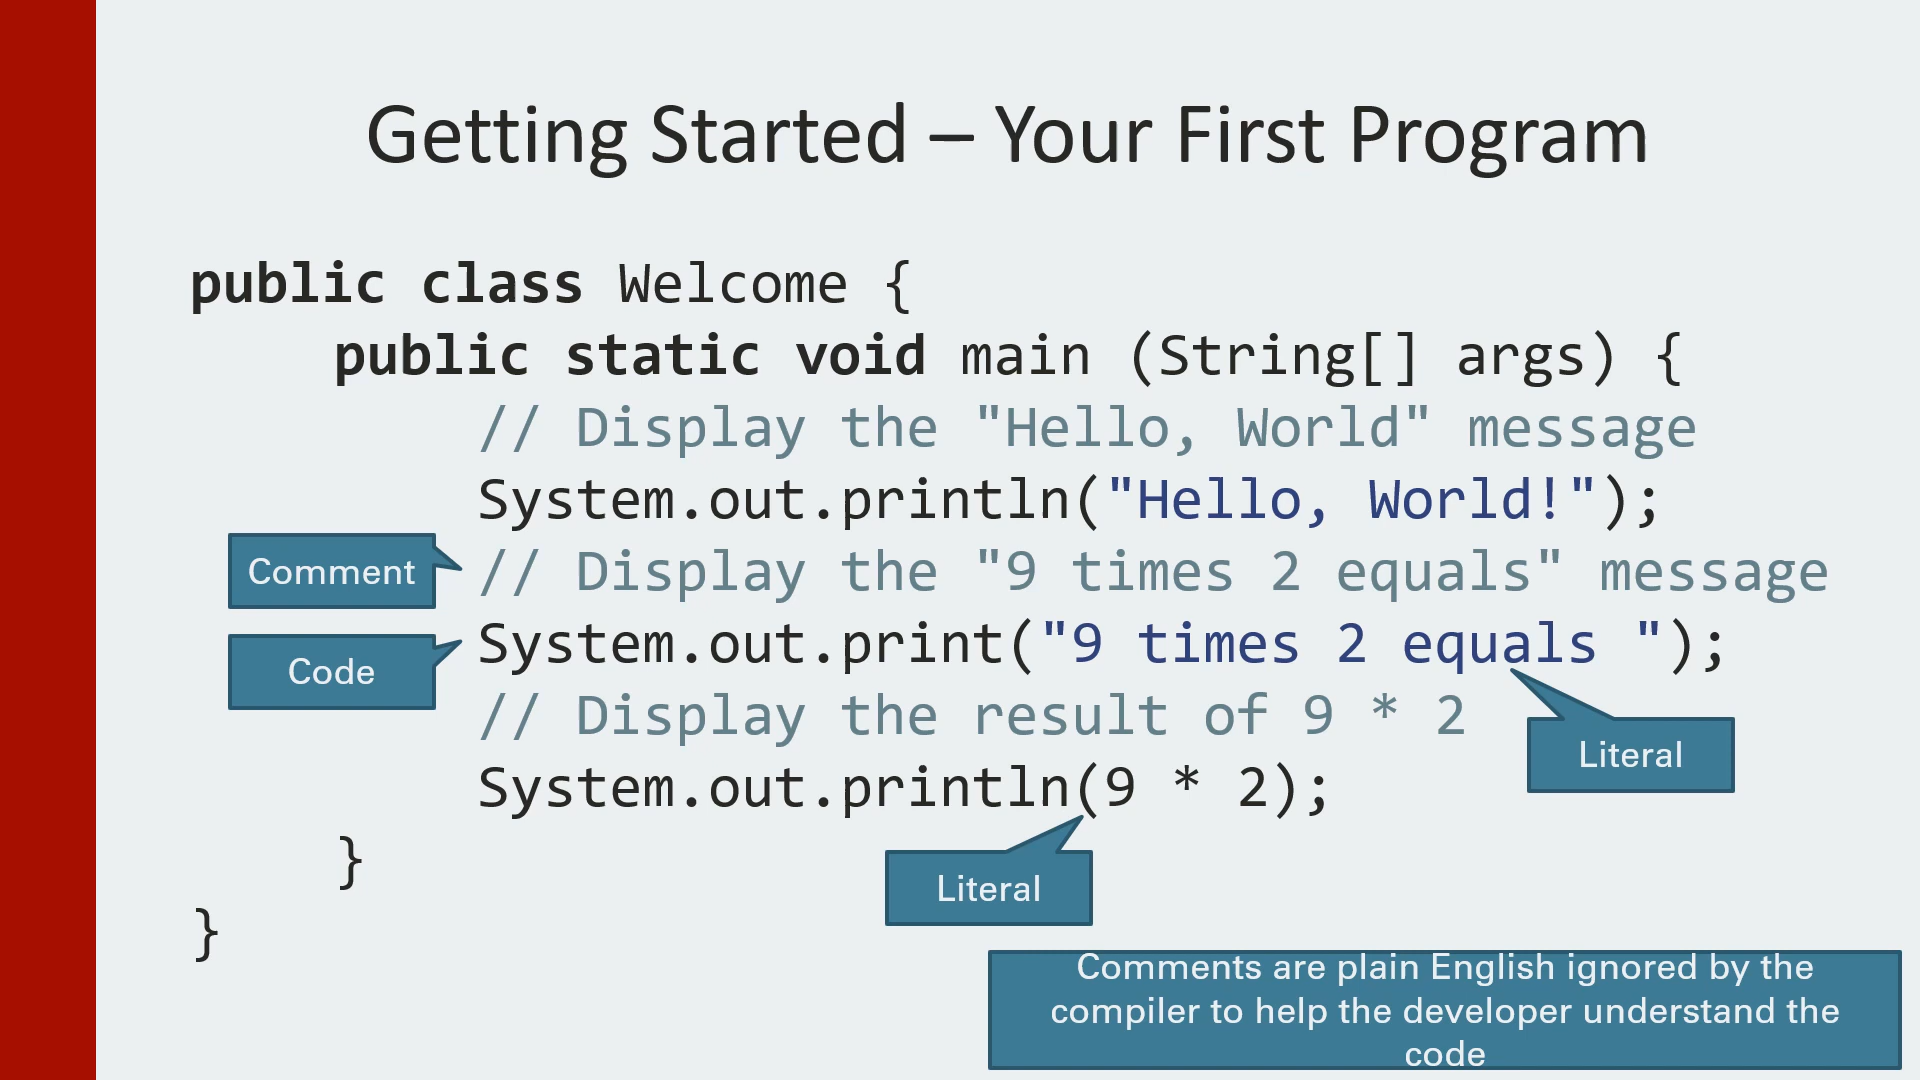 Getting Started – Your First Program
public class Welcome {
public static void main (String[] args) {
// Display the "Hello, World" message
System.out.println("Hello, World!");
Comment
// Display the "9 times 2 equals" message
System.out.print("9 times 2 equals ");
Code
// Display the result of 9 * 2
Literal
System.out.println(9 * 2);
}
Literal
}
Comments are plain English ignored by the
compiler to help the developer understand the
code